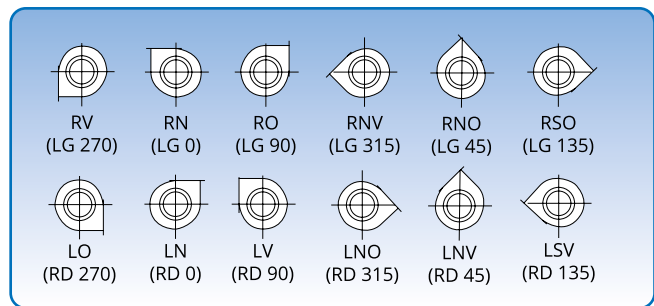 RV RN RO RNV RNO RSO
(LG 270) (LG 0) (LG 90) (LG 315) (LG 45) (LG 135)
LO LN LV LNO LNV LSV
(RD 270) (RD 0) (RD 90) (RD 315) (RD 45) (RD 135)